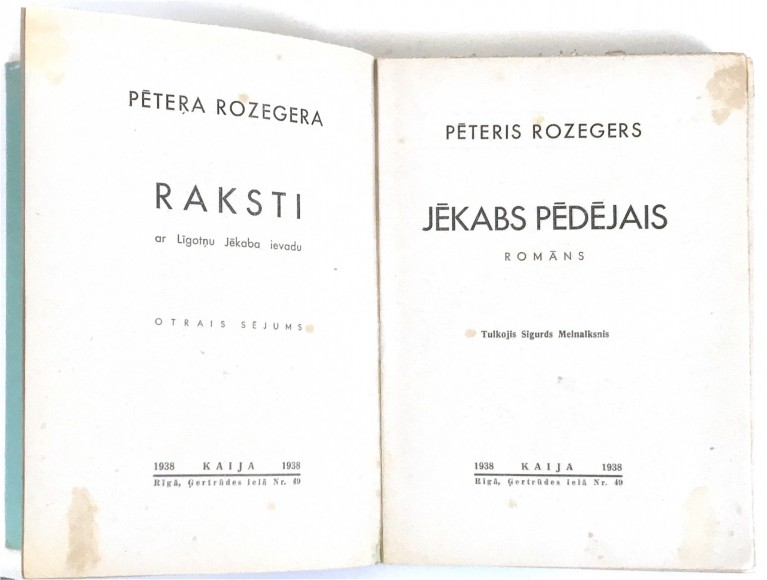 PĒTEŖA ROZEGERA
RAKSTI
ar Līgotņu Jēkaba ievadu
OTRAIS SĒJUMS
1938 KAIJA 1938
Rīgā, Ģertrūdes ielā Nr. 49
PĒTERIS ROZEGERS
JĒKABS PĒDĒJAIS
ROMĀNS
Tulkojis Sigurds Melnalksnis
1938 KAIJA 1938
Rīgā, Ģertrūdes ielā Nr. 49